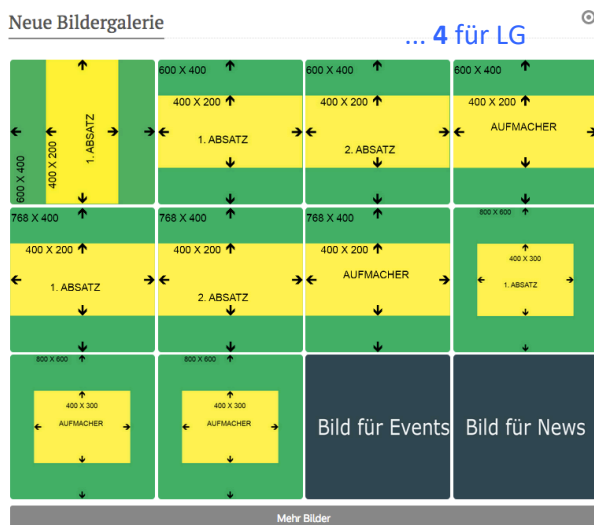 Neue Bildergalerie
... 4 für LG
600 X 400
400 X 200
1. ABSATZ
600 X 400
400 X 200
1. ABSATZ
600 X 400
400 X 200
2. ABSATZ
600 X 400
400 X 200
AUFMACHER
768 X 400
400 X 200
1. ABSATZ
768 X 400
400 X 200
2. ABSATZ
768 X 400
400 X 200
AUFMACHER
800 X 600
400 X 300
1. ABSATZ
800 X 600
400 X 300
AUFMACHER
800 X 600
400 X 300
AUFMACHER
Bild für Events
Bild für News
Mehr Bilder